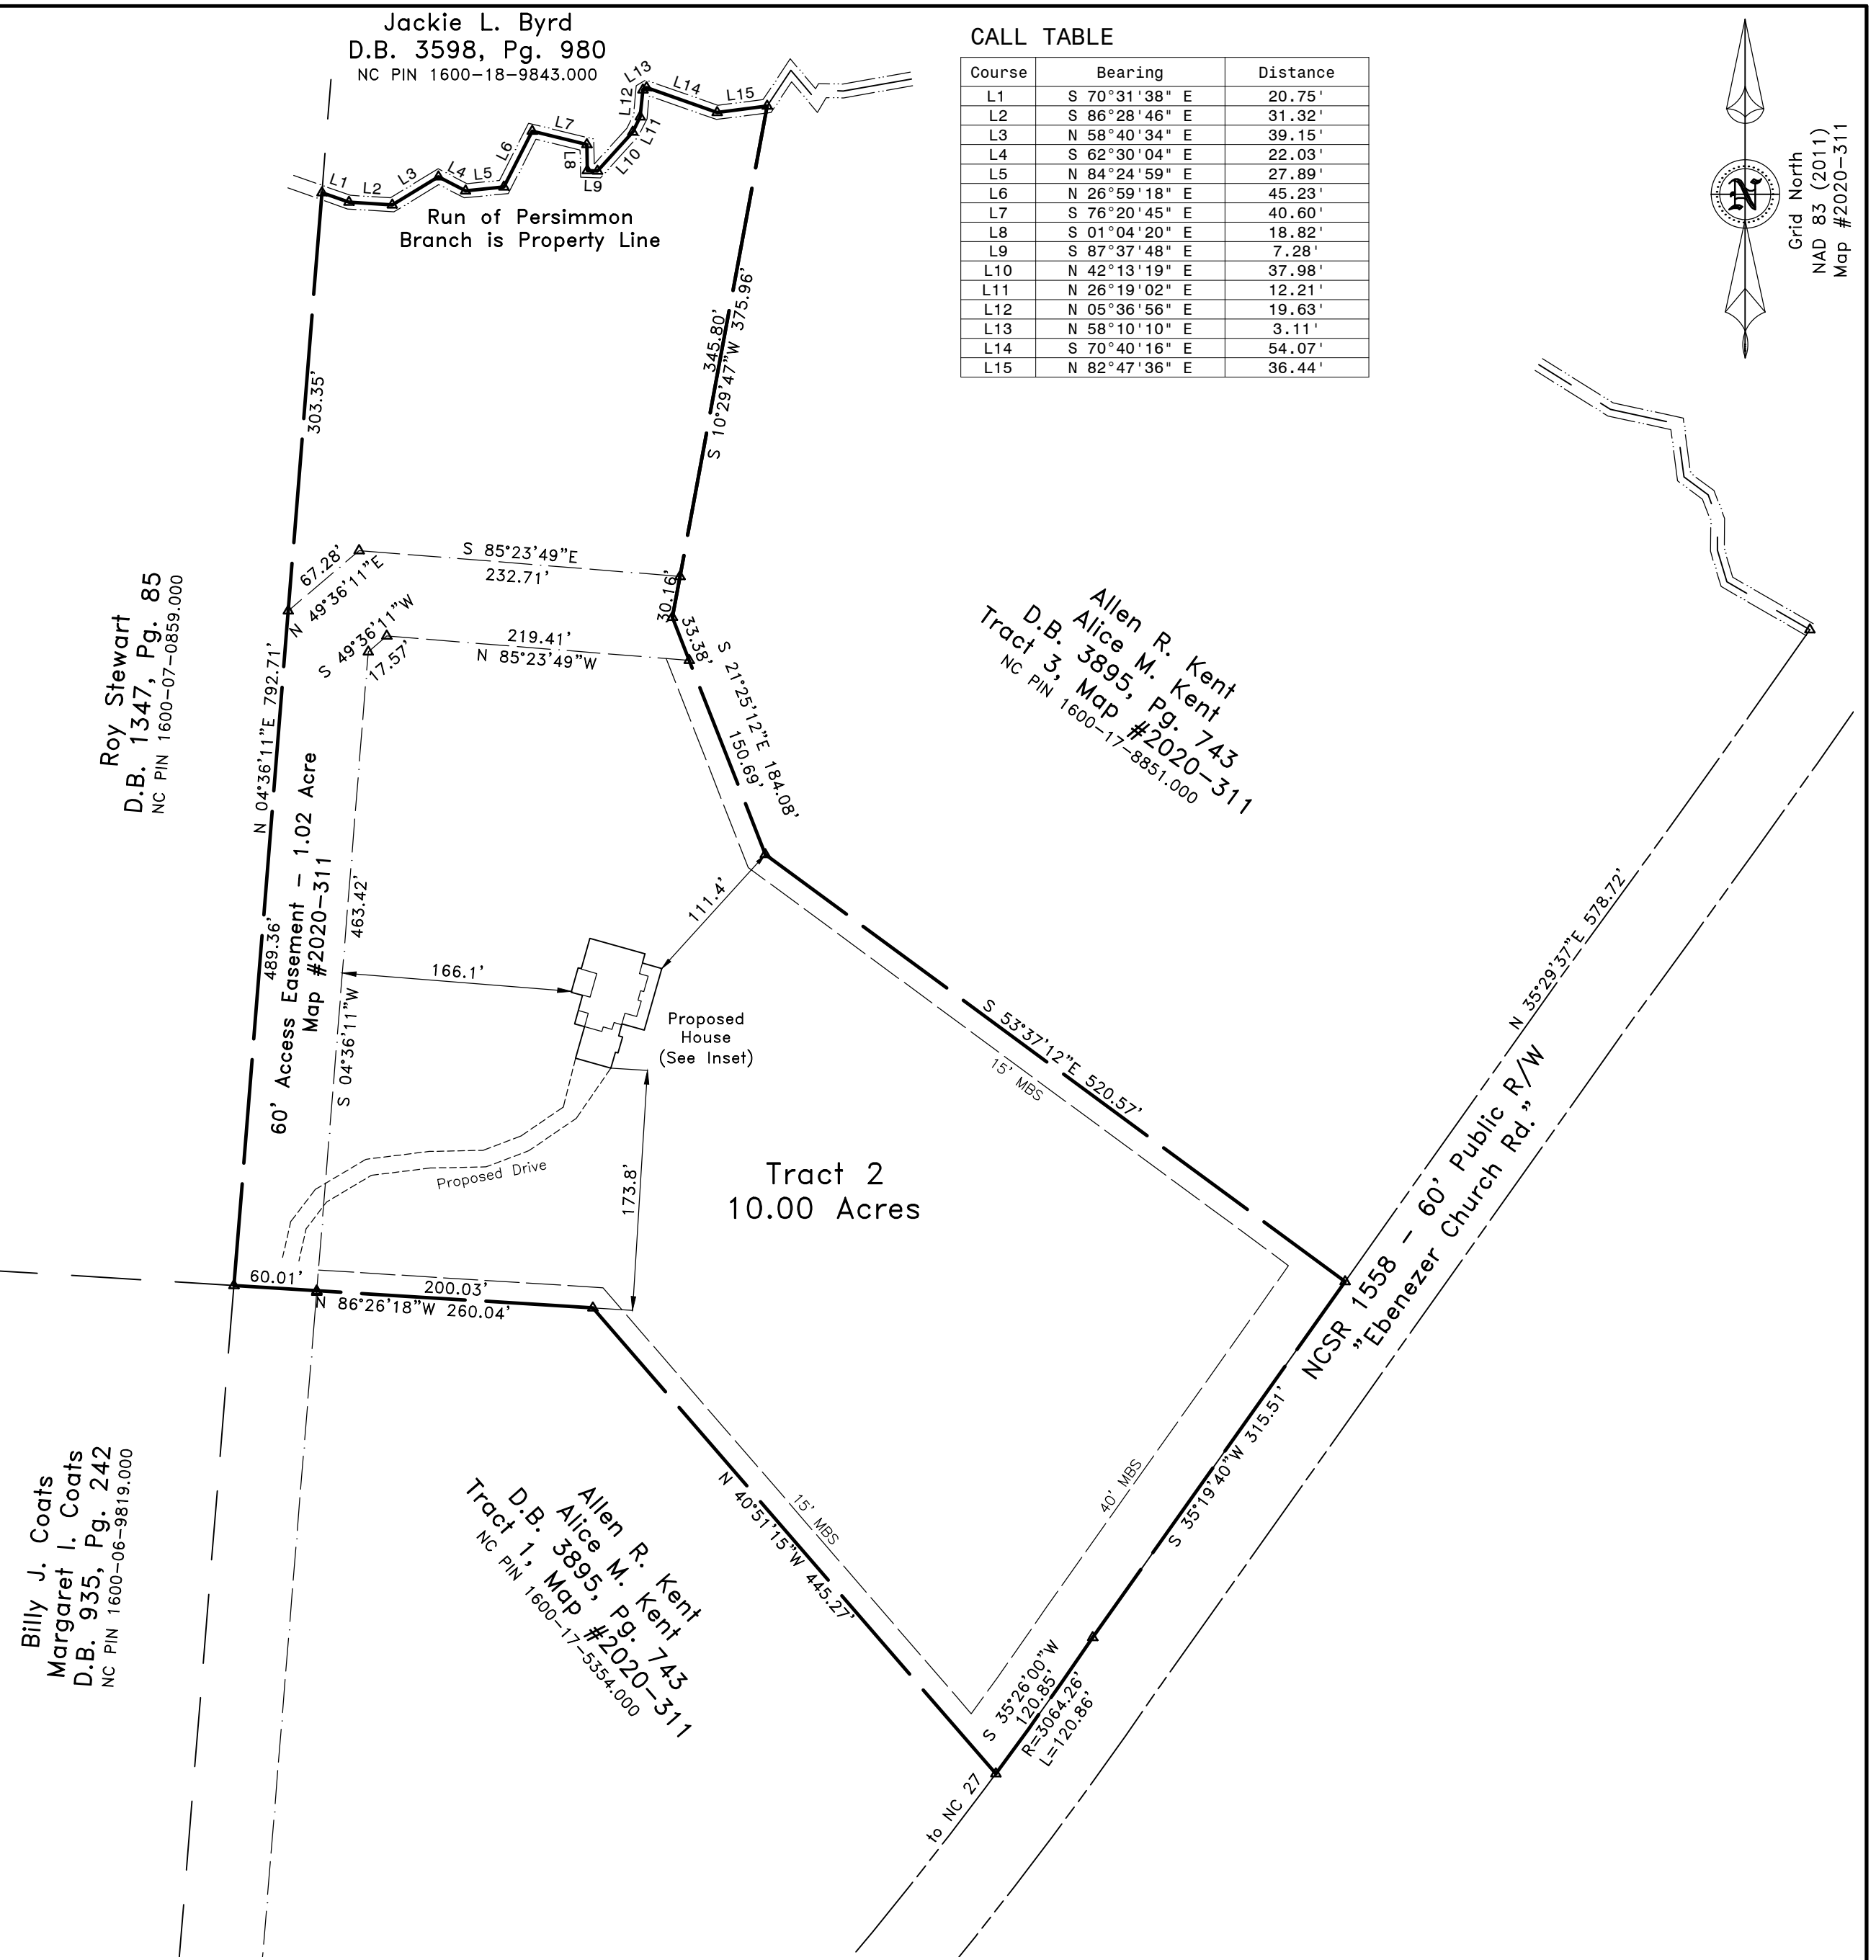 Jackie L. Byrd
D.B. 3598, Pg. 980
NC PIN 1600-18-9843.000
L1
L2
L3
L4
L5
L6
L7
L8
L9
L10
L11
L12
L13
L14
L15
Run of Persimmon
Branch is Property Line
CALL TABLE
Course Bearing Distance
L1 S 70°31'38" E 20.75'
L2 S 86°28'46" E 31.32'
L3 N 58°40'34" E 39.15'
L4 S 62°30'04" E 22.03'
L5 N 84°24'59" E 27.89'
L6 N 26°59'18" E 45.23'
L7 S 76°20'45" E 40.60'
L8 S 01°04'20" E 18.82'
L9 S 87°37'48" E 7.28'
L10 N 42°13'19" E 37.98'
L11 N 26°19'02" E 12.21'
L12 N 05°36'56" E 19.63'
L13 N 58°10'10" E 3.11'
L14 S 70°40'16" E 54.07'
L15 N 82°47'36" E 36.44'
N
Grid North
NAD 83 (2011)
Map #2020-311
303.35'
345.80'
S 10°29'47"W 375.96'
67.28'
N 49°36'11"E
S 85°23'49"E
232.71'
30.16'
33.38'
S 49°36'11"W
17.57'
219.41'
N 85°23'49"W
S 21°25'12"E 184.08'
150.69'
Roy Stewart
D.B. 1347, Pg. 85
NC PIN 1600-07-0859.000
N 04°36'11"E 792.71'
489.36'
60' Access Easement - 1.02 Acre
Map #2020-311
463.42'
S 04°36'11"W
Allen R. Kent
Alice M. Kent
D.B. 3895, Pg. 743
Tract 3, Map #2020-311
NC PIN 1600-17-8851.000
111.4'
166.1'
Proposed
House
(See Inset)
S 53°37'12"E 520.57'
15' MBS
N 35°29'37"E 578.72'
NCSR 1558 - 60' Public R/W
"Ebenezer Church Rd."
Proposed Drive
173.8'
Tract 2
10.00 Acres
60.01'
200.03'
N 86°26'18"W 260.04'
N 40°51'15"W 445.27'
15' MBS
40' MBS
S 35°19'40"W 315.51'
S 35°26'00"W
120.85'
R=3064.26'
L=120.86'
to NC 27
Billy J. Coats
Margaret I. Coats
D.B. 935, Pg. 242
NC PIN 1600-06-9819.000
Allen R. Kent
Alice M. Kent
D.B. 3895, Pg. 743
Tract 1, Map #2020-311
NC PIN 1600-17-5354.000